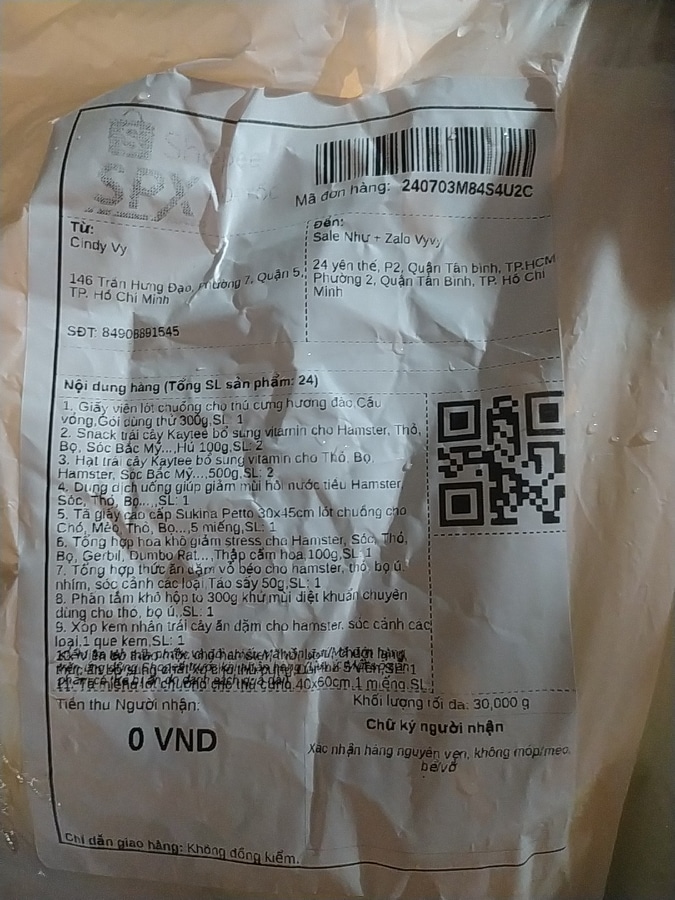 Shopee
SPX
Mã đơn hàng: 240703M84S4U2C
Từ:
Cindy Vy
146 Trần Hưng Đạo, Phường 7, Quận 5,
TP. Hồ Chí Minh
SĐT: 84908891545
Đến:
Sale Như + Zalo Vyvy
24 yên thế, P2, Quận Tân bình, TP.HCM
Phường 2, Quận Tân Bình, TP. Hồ Chí
Minh
Nội dung hàng (Tổng SL sản phẩm: 24)
1. Giấy viên lót chuồng cho thú cưng hương đào,Cầu
vồng,Gói dùng thử 300g,SL: 1
2. Snack trái cây Kaytee bổ sung vitamin cho Hamster, Thỏ,
Bọ, Sóc Bắc Mỹ...,Hủ 100g,SL: 2
3. Hạt trái cây Kaytee bổ sung vitamin cho Thỏ, Bọ,
Hamster, Sóc Bắc Mỹ...,500g,SL: 2
4. Dung dịch uống giúp giảm mùi hôi nước tiểu Hamster,
Sóc, Thỏ, Bọ...,SL: 1
5. Tã giấy cao cấp Sukina Petto 30x45cm lót chuồng cho
Chó, Mèo, Thỏ, Bọ...,5 miếng,SL: 1
6. Tổng hợp hoa khô giảm stress cho Hamster, Sóc, Thỏ,
Bọ, Gerbil, Dumbo Rat...,Thập cẩm hoa,100g,SL: 1
7. Tổng hợp thức ăn dặm vỗ béo cho hamster, thỏ, bọ ú,
nhím, sóc cảnh các loại,Táo sấy 50g,SL: 1
8. Phấn tắm khô hộp to 300g khử mùi diệt khuẩn chuyên
dùng cho thỏ, bọ ú,,SL: 1
9. Xốp kem nhân trái cây ăn dặm cho hamster, sóc cảnh các
loại,1 que kem,SL: 1
11. Tã lót chuồng cho thú cưng,40x60cm,1 miếng,SL:
Tiền thu Người nhận:
0 VND
Khối lượng tối đa: 30,000 g
Chữ ký người nhận
Xác nhận hàng nguyên vẹn, không móp/méo,
bể/vỡ
Chỉ dẫn giao hàng: Không đồng kiểm.